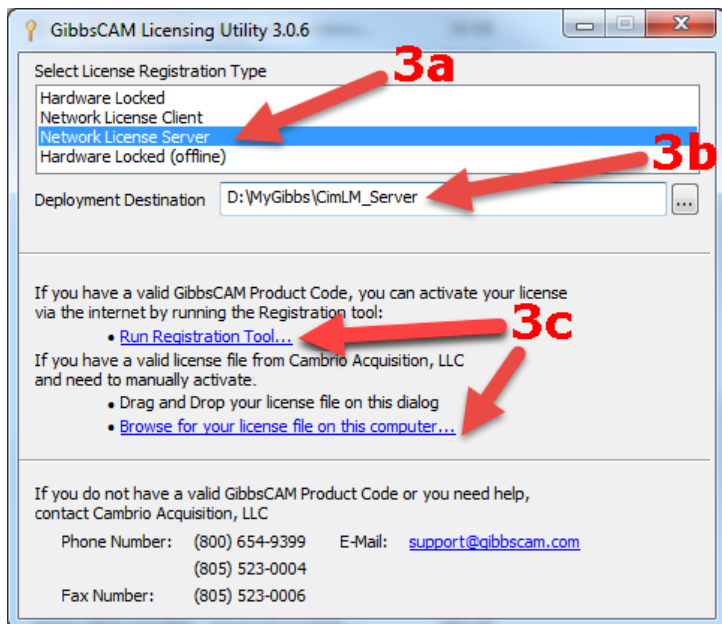 GibbsCAM Licensing Utility 3.0.6
Select License Registration Type
3a
Hardware Locked
Network License Client
Network License Server
Hardware Locked (offline)
3b
Deployment Destination D:\MyGibbs\CimLM_Server ...
If you have a valid GibbsCAM Product Code, you can activate your license
via the internet by running the Registration tool:
• Run Registration Tool...
3c
If you have a valid license file from Cambrio Acquisition, LLC
and need to manually activate.
• Drag and Drop your license file on this dialog
• Browse for your license file on this computer...
If you do not have a valid GibbsCAM Product Code or you need help,
contact Cambrio Acquisition, LLC
Phone Number: (800) 654-9399 E-Mail: support@gibbscam.com
(805) 523-0004
Fax Number: (805) 523-0006